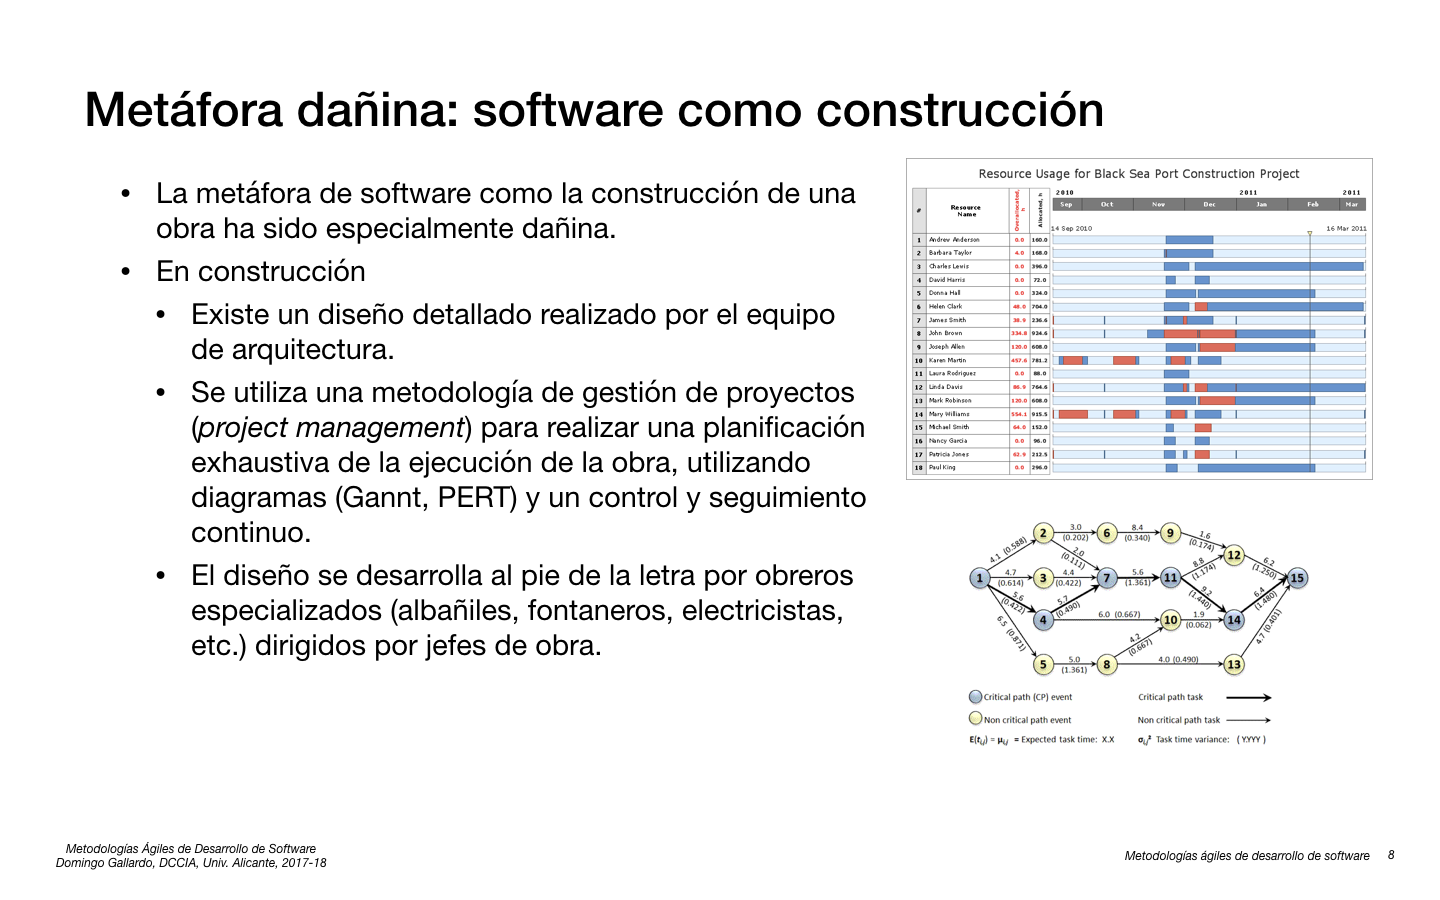 Metáfora dañina: software como construcción
• La metáfora de software como la construcción de una
obra ha sido especialmente dañina.
• En construcción
• Existe un diseño detallado realizado por el equipo
de arquitectura.
• Se utiliza una metodología de gestión de proyectos
(project management) para realizar una planificación
exhaustiva de la ejecución de la obra, utilizando
diagramas (Gannt, PERT) y un control y seguimiento
continuo.
• El diseño se desarrolla al pie de la letra por obreros
especializados (albañiles, fontaneros, electricistas,
etc.) dirigidos por jefes de obra.
Resource Usage for Black Sea Port Construction Project
2010 2011 2011
# Resource Name Overallocated, h Allocated, h Sep Oct Nov Dec Jan Feb Mar
14 Sep 2010 16 Mar 2011
1 Andrew Anderson 0.0 160.0
2 Barbara Taylor 4.0 168.0
3 Charles Lewis 0.0 396.0
4 David Harris 0.0 72.0
5 Donna Hall 0.0 324.0
6 Helen Clark 48.0 704.0
7 James Smith 38.9 236.6
8 John Brown 334.8 924.6
9 Joseph Allen 120.0 608.0
10 Karen Martin 457.6 781.2
11 Laura Rodriguez 0.0 88.0
12 Linda Davis 86.9 764.6
13 Mark Robinson 120.0 608.0
14 Mary Williams 554.1 915.5
15 Michael Smith 64.0 152.0
16 Nancy Garcia 0.0 96.0
17 Patricia Jones 62.9 212.5
18 Paul King 0.0 296.0
2 3.0 (0.202) 6 8.4 (0.340) 9 1.6 (0.174) 12
4.1 (0.588) 2.0 (0.111) 8.8 (1.174) 6.2 (1.250)
1 4.7 (0.614) 3 4.4 (0.422) 7 5.6 (1.361) 11 15
5.6 (0.422) 5.7 (0.490) 9.2 (1.440) 6.4 (1.480)
4 6.0 (0.667) 10 1.9 (0.062) 14
6.5 (0.871) 4.2 (0.667) 4.7 (0.401)
5 5.0 (1.361) 8 4.0 (0.490) 13
Critical path (CP) event Critical path task
Non critical path event Non critical path task
E(ti,j) = μi,j = Expected task time: X.X σi,j² Task time variance: ( Y.YYY )
Metodologías Ágiles de Desarrollo de Software
Domingo Gallardo, DCCIA, Univ. Alicante, 2017-18
Metodologías ágiles de desarrollo de software 8